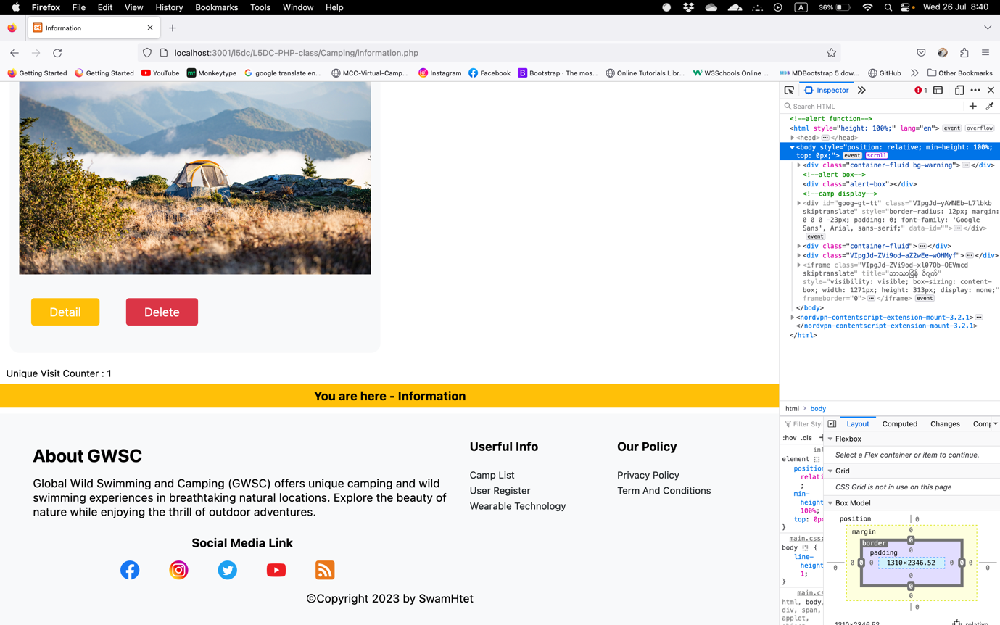 Firefox File Edit View History Bookmarks Tools Window Help A 36% Wed 26 Jul 8:40
Information
localhost:3001/l5dc/L5DC-PHP-class/Camping/information.php
Getting Started Getting Started YouTube mt Monkeytype google translate en... MCC-Virtual-Camp... Instagram Facebook B Bootstrap · The mos... Online Tutorials Libr... W3Schools Online ... MDB MDBootstrap 5 dow... GitHub Other Bookmarks
Inspector 1
Search HTML
<!--alert function-->
<html style="height: 100%;" lang="en"> event overflow
<head> ••• </head>
<body style="position: relative; min-height: 100%;
top: 0px;"> event scroll
<div class="container-fluid bg-warning"> ••• </div>
<!--alert box-->
<div class="alert-box"></div>
<!--camp display-->
<div id="goog-gt-tt" class="VIpgJd-yAWNEb-L7lbkb
skiptranslate" style="border-radius: 12px; margin:
0 0 0 -23px; padding: 0; font-family: 'Google
Sans', Arial, sans-serif;" data-id=""> ••• </div>
event
<div class="container-fluid"> ••• </div>
<div class="VIpgJd-ZVi9od-aZ2wEe-wOHMyf"> ••• </div>
<iframe class="VIpgJd-ZVi9od-xl07Ob-OEVmcd
skiptranslate" title="ဘာသာပြန် ဝိဂျက်"
style="visibility: visible; box-sizing: content-
box; width: 1271px; height: 313px; display: none;"
frameborder="0"> ••• </iframe> event
</body>
<nordvpn-contentscript-extension-mount-3.2.1> •••
</nordvpn-contentscript-extension-mount-3.2.1>
</html>
html > body
Filter Styl
:hov .cls +
inl
element
position
relati
;
min-
height
100%;
top: 0px
}
main.css:
body {
line-
height
1;
}
main.cs
html, body,
div, span,
applet,
Layout Computed Changes Comp
Flexbox
Select a Flex container or item to continue.
Grid
CSS Grid is not in use on this page
Box Model
position 0
margin 0
border 0
padding 0
0 0 0 0 1310×2346.52 0 0 0 0
0
0
0
0
1310×2346.52 relative
Detail Delete
Unique Visit Counter : 1
You are here - Information
About GWSC
Global Wild Swimming and Camping (GWSC) offers unique camping and wild
swimming experiences in breathtaking natural locations. Explore the beauty of
nature while enjoying the thrill of outdoor adventures.
Social Media Link
Userful Info
Camp List
User Register
Wearable Technology
Our Policy
Privacy Policy
Term And Conditions
©Copyright 2023 by SwamHtet